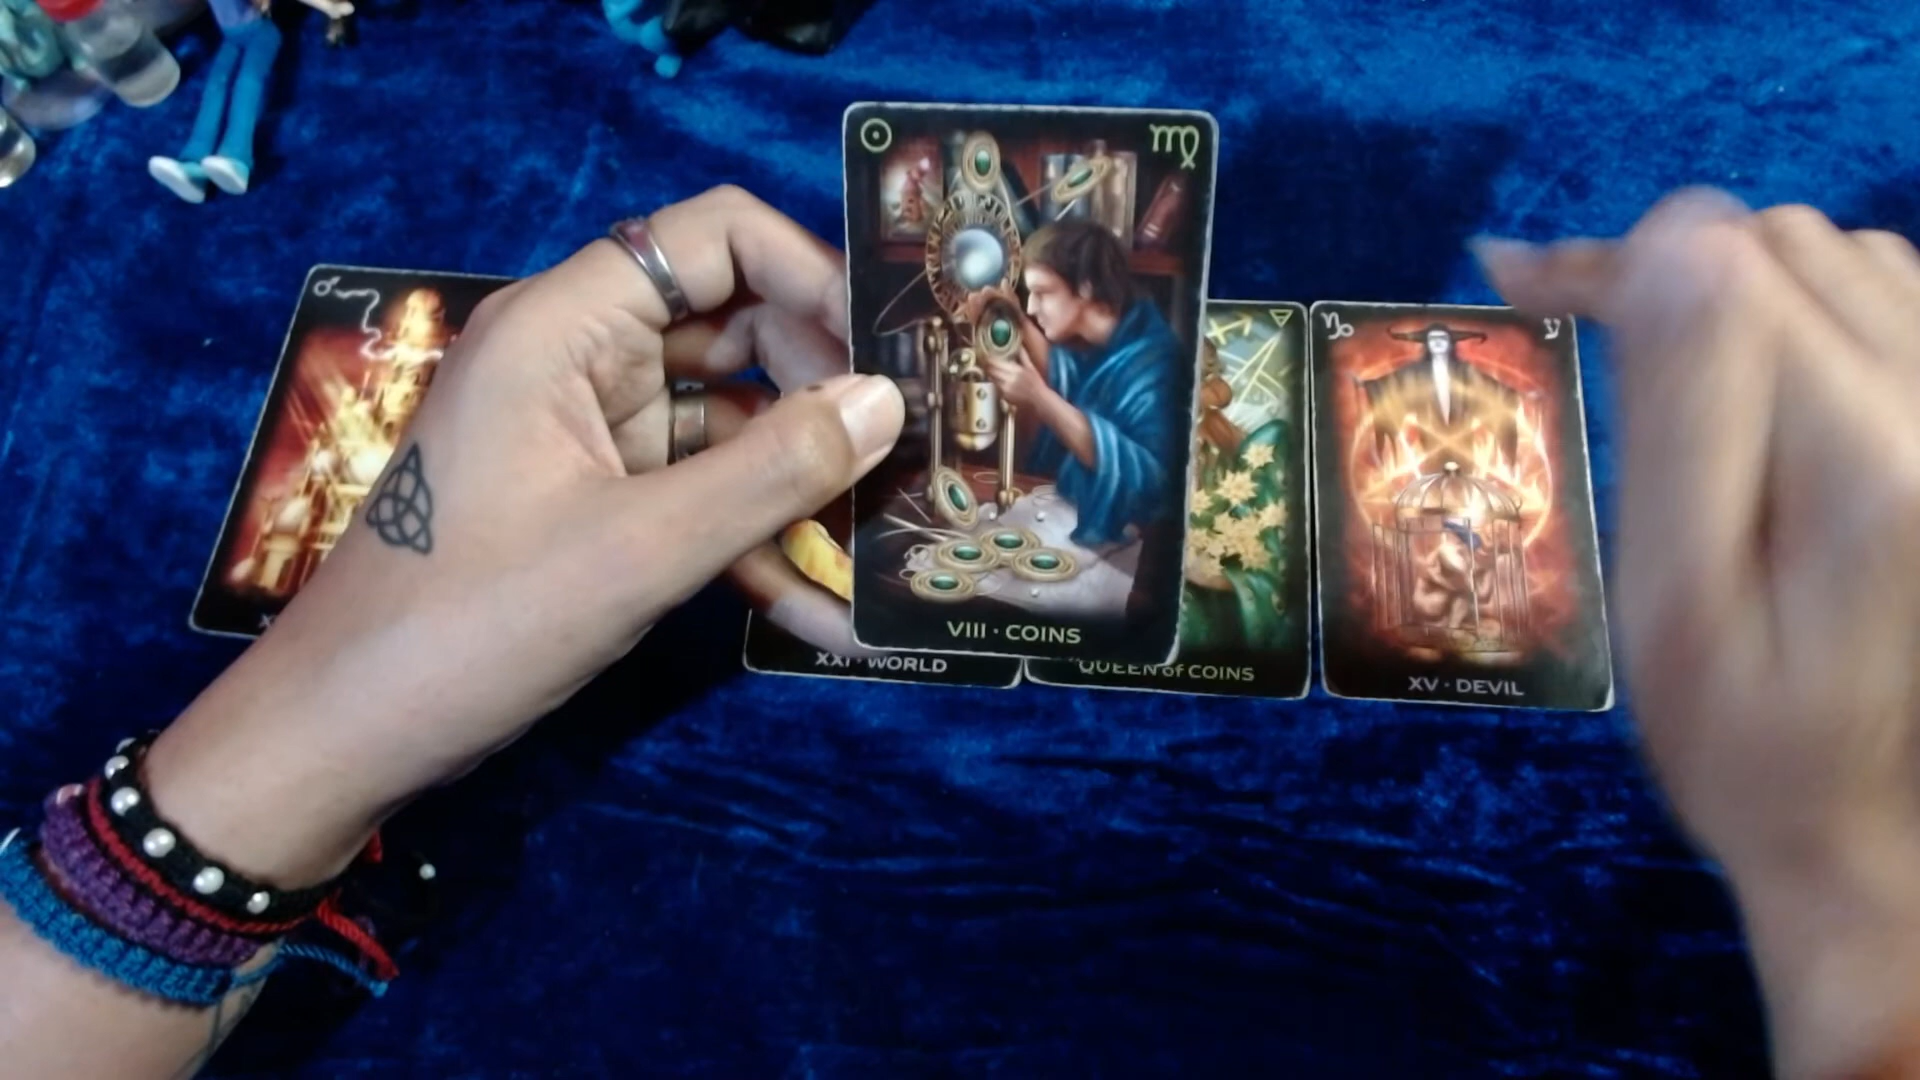 VIII · COINS
XXI · WORLD
QUEEN of COINS
XV · DEVIL